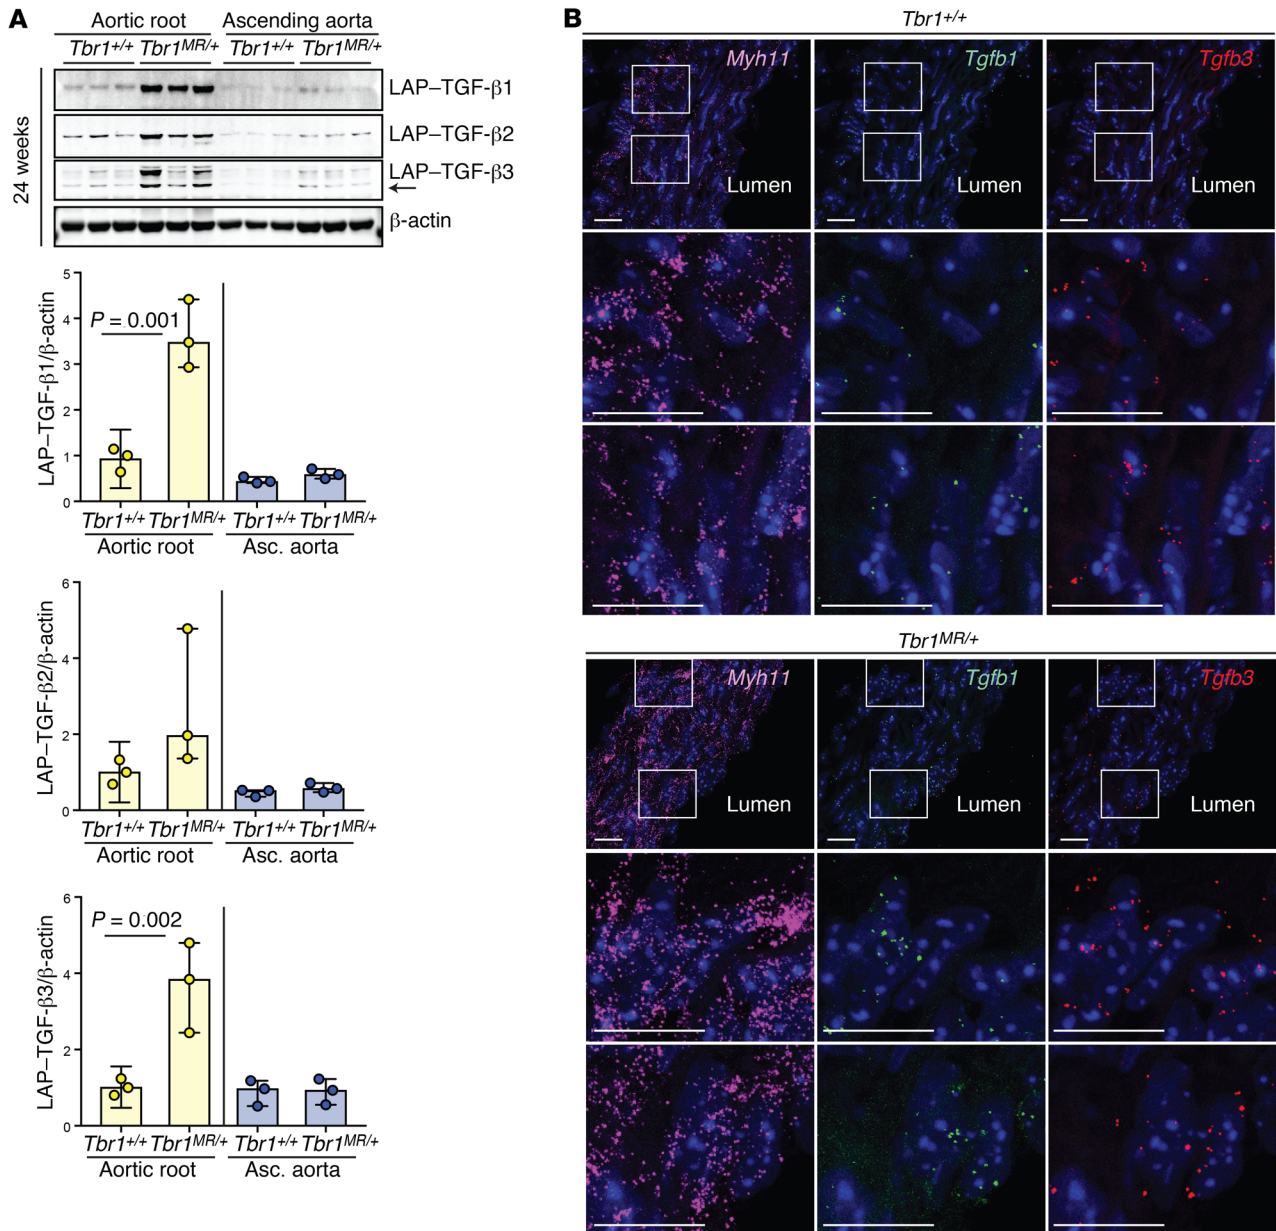 A
Aortic root Ascending aorta
Tbr1+/+ Tbr1MR/+ Tbr1+/+ Tbr1MR/+
24 weeks
LAP–TGF-β1
LAP–TGF-β2
LAP–TGF-β3
β-actin
LAP–TGF-β1/β-actin
5
4
3
2
1
0
P = 0.001
Tbr1+/+ Tbr1MR/+ Tbr1+/+ Tbr1MR/+
Aortic root Asc. aorta
LAP–TGF-β2/β-actin
6
4
2
0
Tbr1+/+ Tbr1MR/+ Tbr1+/+ Tbr1MR/+
Aortic root Asc. aorta
LAP–TGF-β3/β-actin
6
4
2
0
P = 0.002
Tbr1+/+ Tbr1MR/+ Tbr1+/+ Tbr1MR/+
Aortic root Asc. aorta
B
Tbr1+/+
Myh11 Tgfb1 Tgfb3
Lumen Lumen Lumen
Tbr1MR/+
Myh11 Tgfb1 Tgfb3
Lumen Lumen Lumen